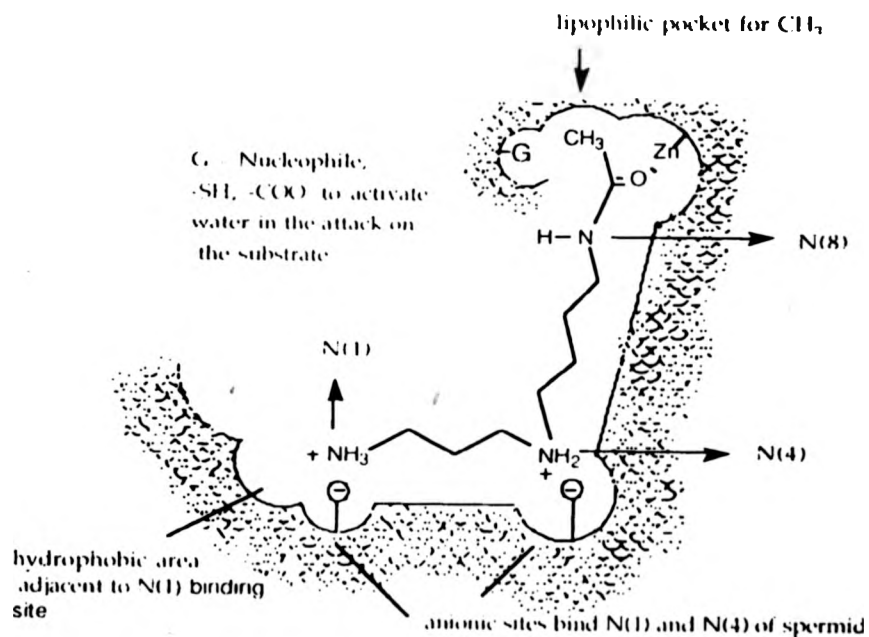 lipophilic pocket for CH₃
G - Nucleophile,
-SH, -COO⁻ to activate
water in the attack on
the substrate
G
CH₃
Zn
=O
H-N
N(8)
N(1)
+ NH₃
NH₂
+
N(4)
⊖
⊖
hydrophobic area
adjacent to N(1) binding
site
anionic sites bind N(1) and N(4) of spermid